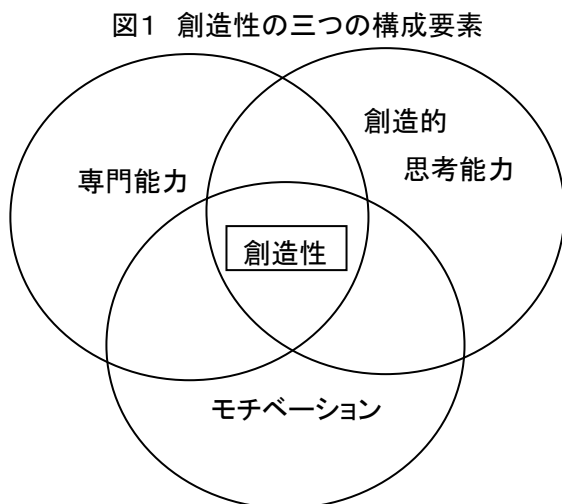 図1 創造性の三つの構成要素
創造的
思考能力
専門能力
創造性
モチベーション